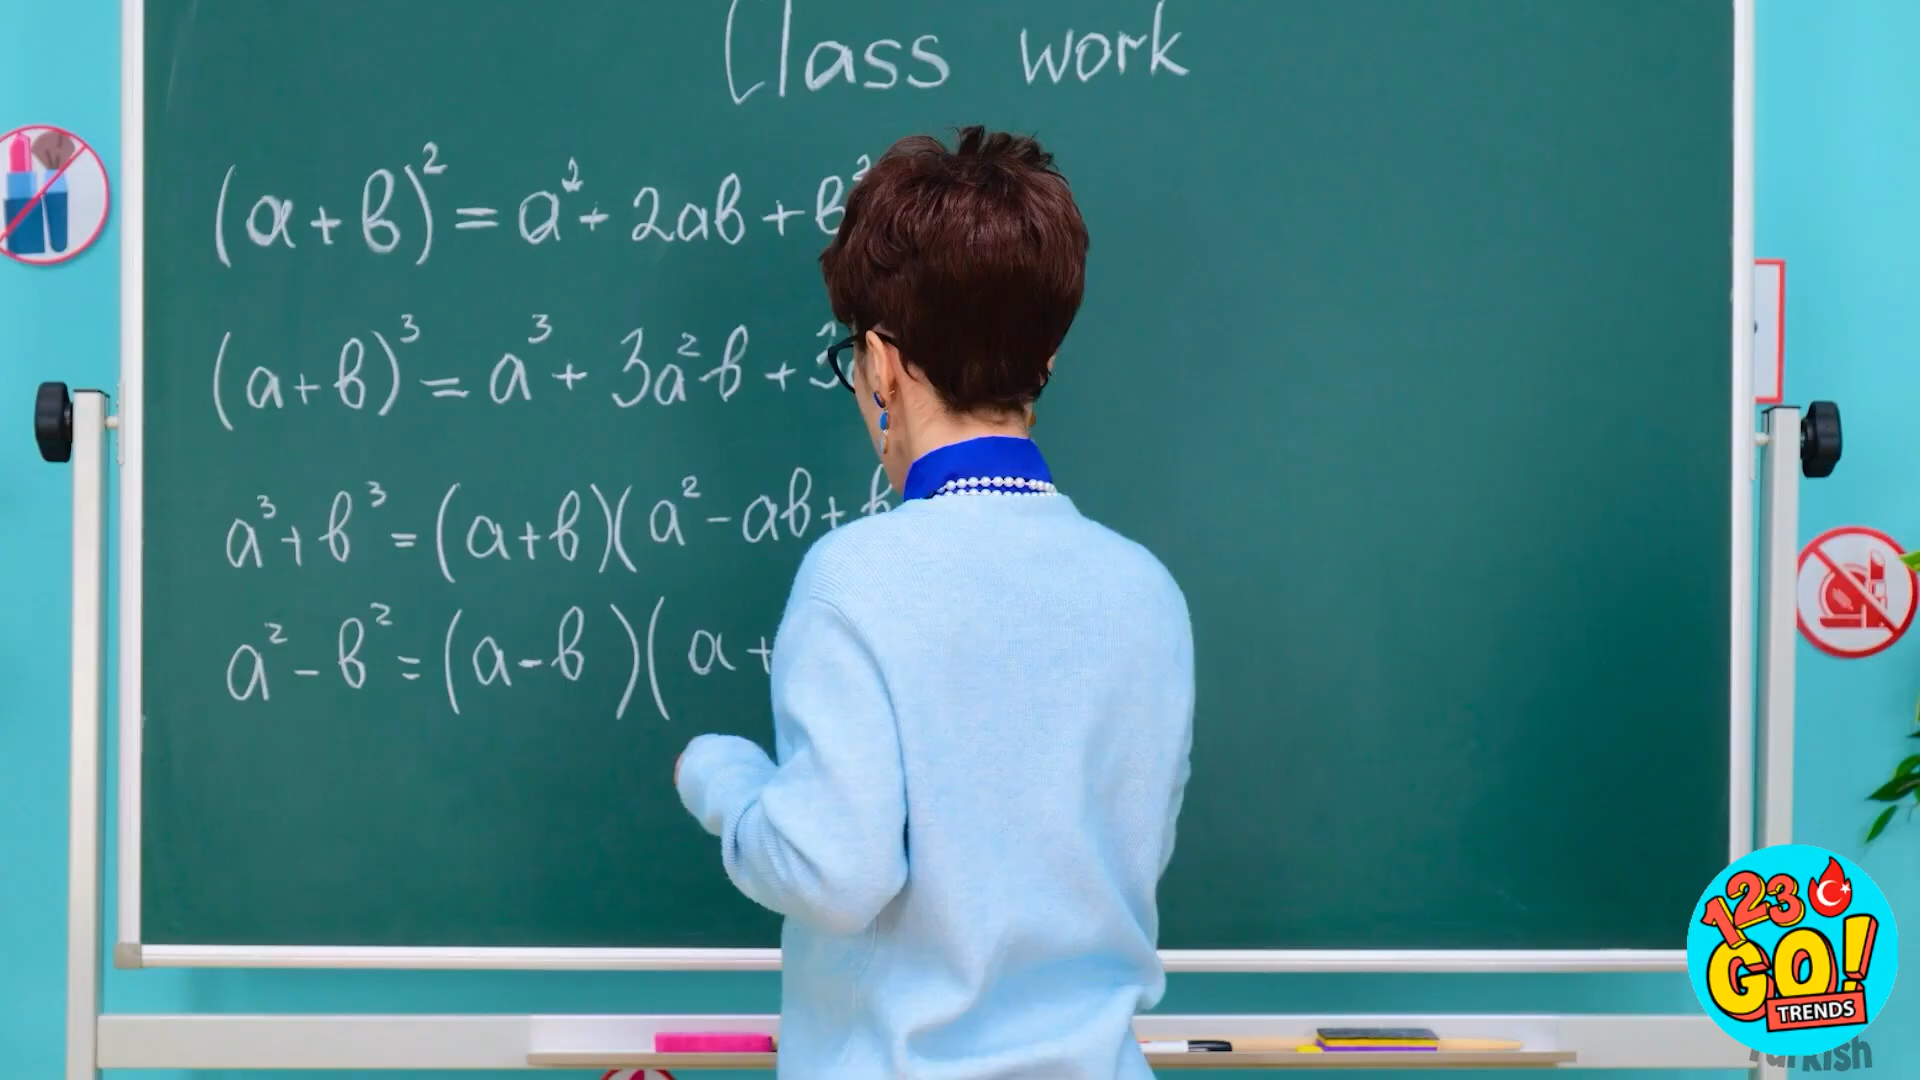 Class work
(a+b)² = a² + 2ab + b²
(a+b)³ = a³ + 3a²b + 3
a³+b³ = (a+b)(a² - ab + b
a² - b² = (a - b)(a +
123
GO!
TRENDS
Turkish